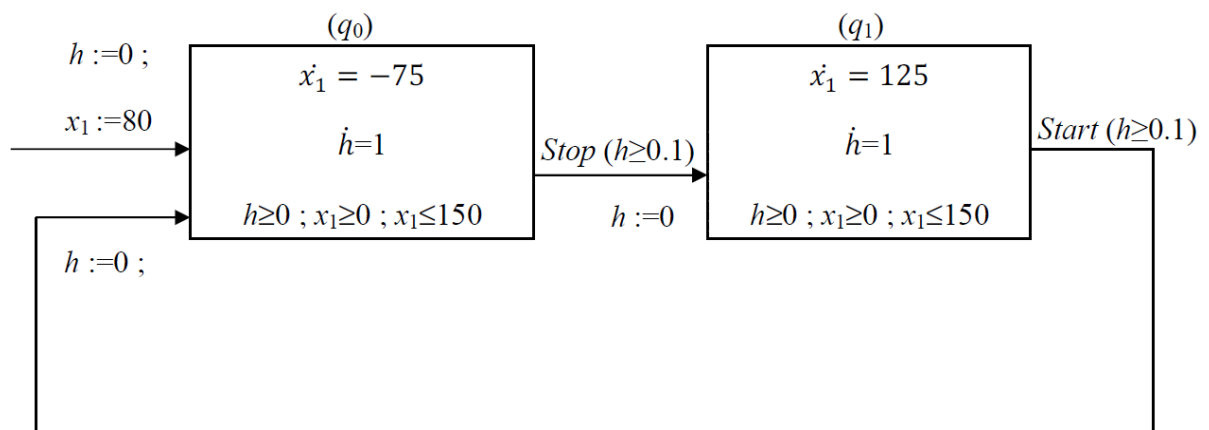 (q₀)
h :=0 ;
x₁ :=80
ẋ₁ = −75
ḣ=1
h≥0 ; x₁≥0 ; x₁≤150
h :=0 ;
Stop (h≥0.1)
h :=0
(q₁)
ẋ₁ = 125
ḣ=1
h≥0 ; x₁≥0 ; x₁≤150
Start (h≥0.1)